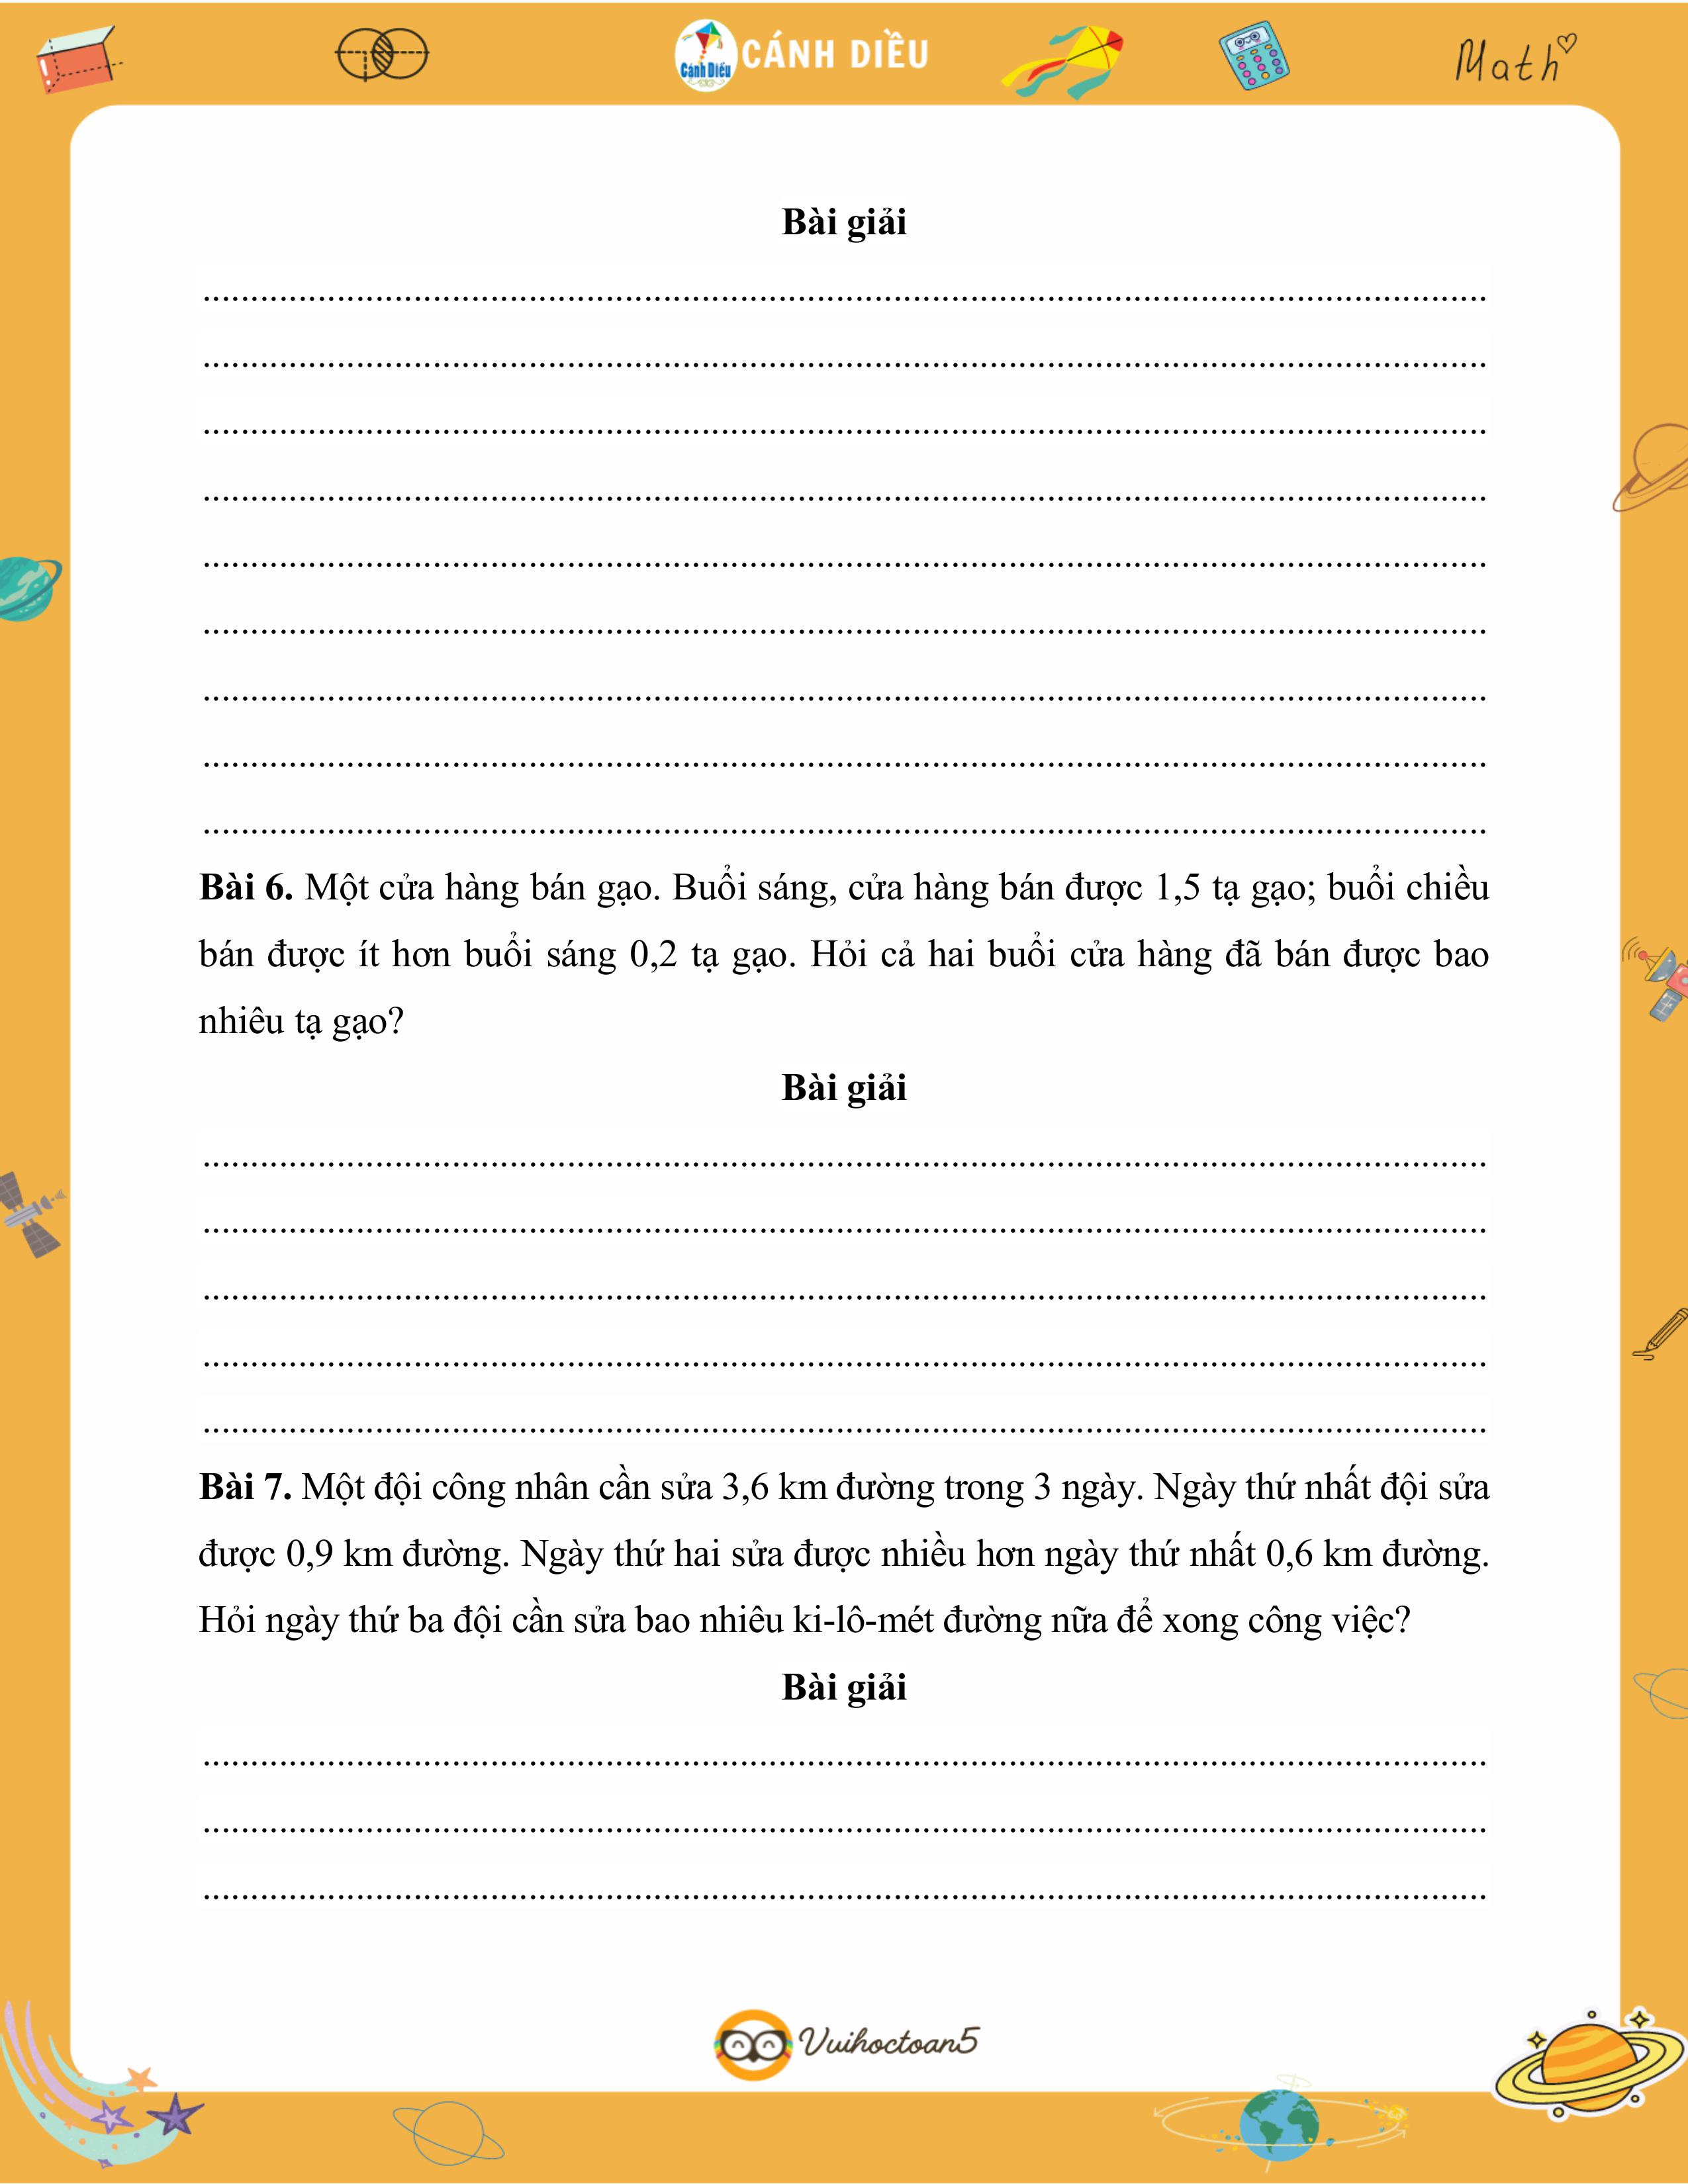 Cánh Diều CÁNH DIỀU
Math
Bài giải
Bài 6. Một cửa hàng bán gạo. Buổi sáng, cửa hàng bán được 1,5 tạ gạo; buổi chiều
bán được ít hơn buổi sáng 0,2 tạ gạo. Hỏi cả hai buổi cửa hàng đã bán được bao
nhiêu tạ gạo?
Bài giải
Bài 7. Một đội công nhân cần sửa 3,6 km đường trong 3 ngày. Ngày thứ nhất đội sửa
được 0,9 km đường. Ngày thứ hai sửa được nhiều hơn ngày thứ nhất 0,6 km đường.
Hỏi ngày thứ ba đội cần sửa bao nhiêu ki-lô-mét đường nữa để xong công việc?
Bài giải
Vuihoctoan5